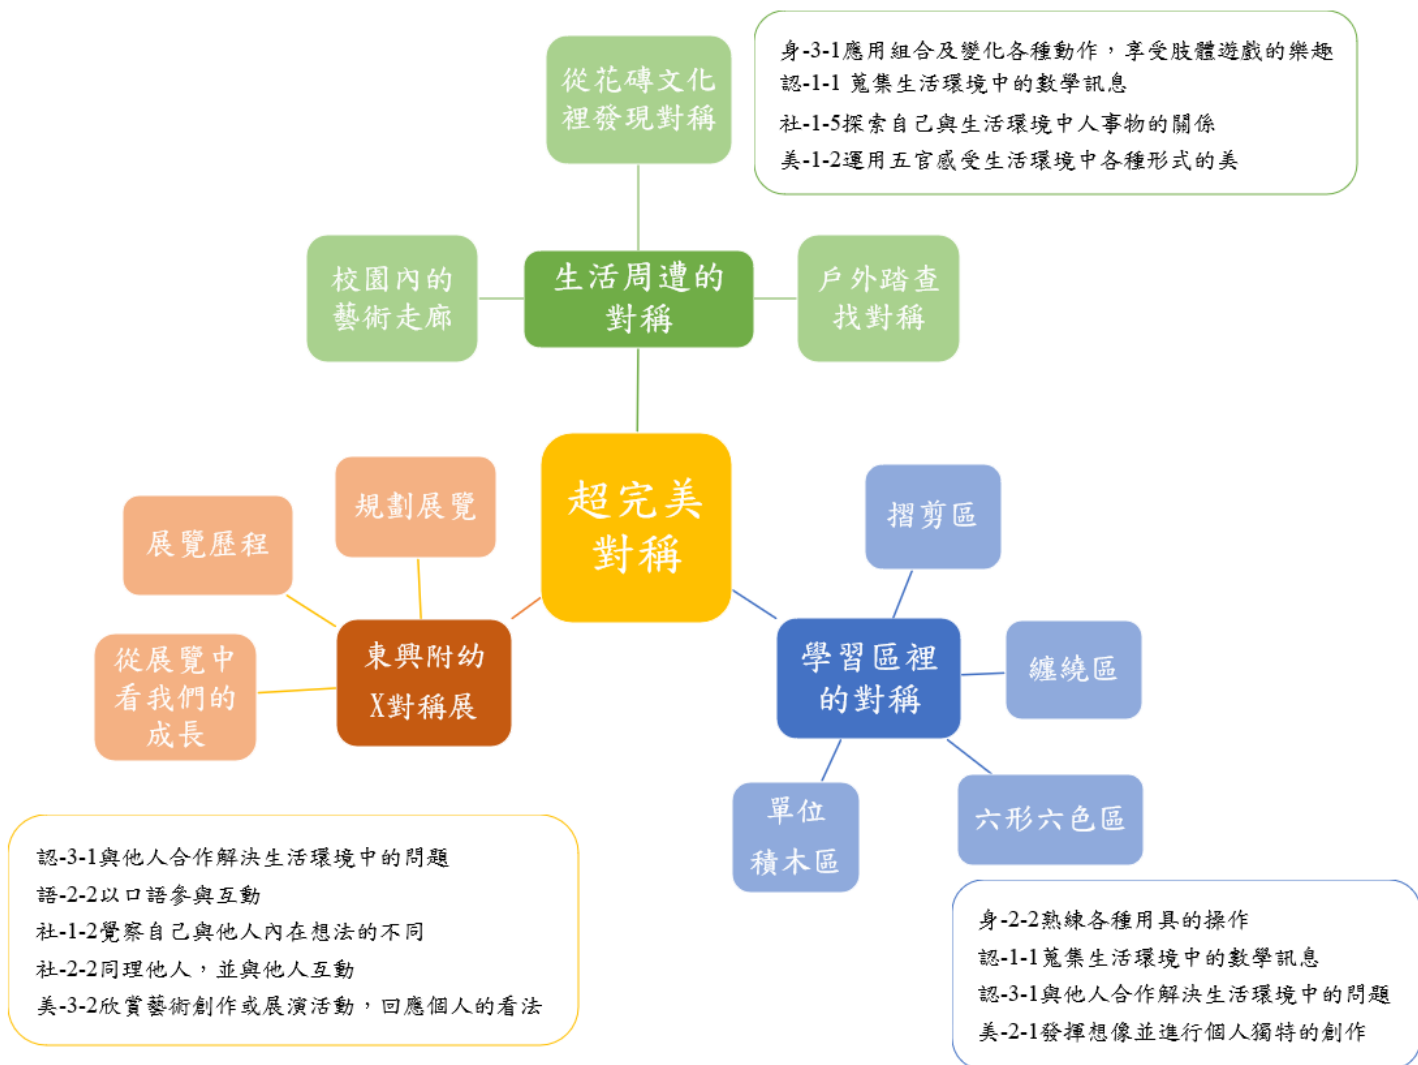 從花磚文化
裡發現對稱
身-3-1應用組合及變化各種動作，享受肢體遊戲的樂趣
認-1-1 蒐集生活環境中的數學訊息
社-1-5探索自己與生活環境中人事物的關係
美-1-2運用五官感受生活環境中各種形式的美
校園內的
藝術走廊
生活周遭的
對稱
戶外踏查
找對稱
超完美
對稱
規劃展覽
展覽歷程
從展覽中
看我們的
成長
東興附幼
X對稱展
摺剪區
學習區裡
的對稱
纏繞區
單位
積木區
六形六色區
認-3-1與他人合作解決生活環境中的問題
語-2-2以口語參與互動
社-1-2覺察自己與他人內在想法的不同
社-2-2同理他人，並與他人互動
美-3-2欣賞藝術創作或展演活動，回應個人的看法
身-2-2熟練各種用具的操作
認-1-1蒐集生活環境中的數學訊息
認-3-1與他人合作解決生活環境中的問題
美-2-1發揮想像並進行個人獨特的創作